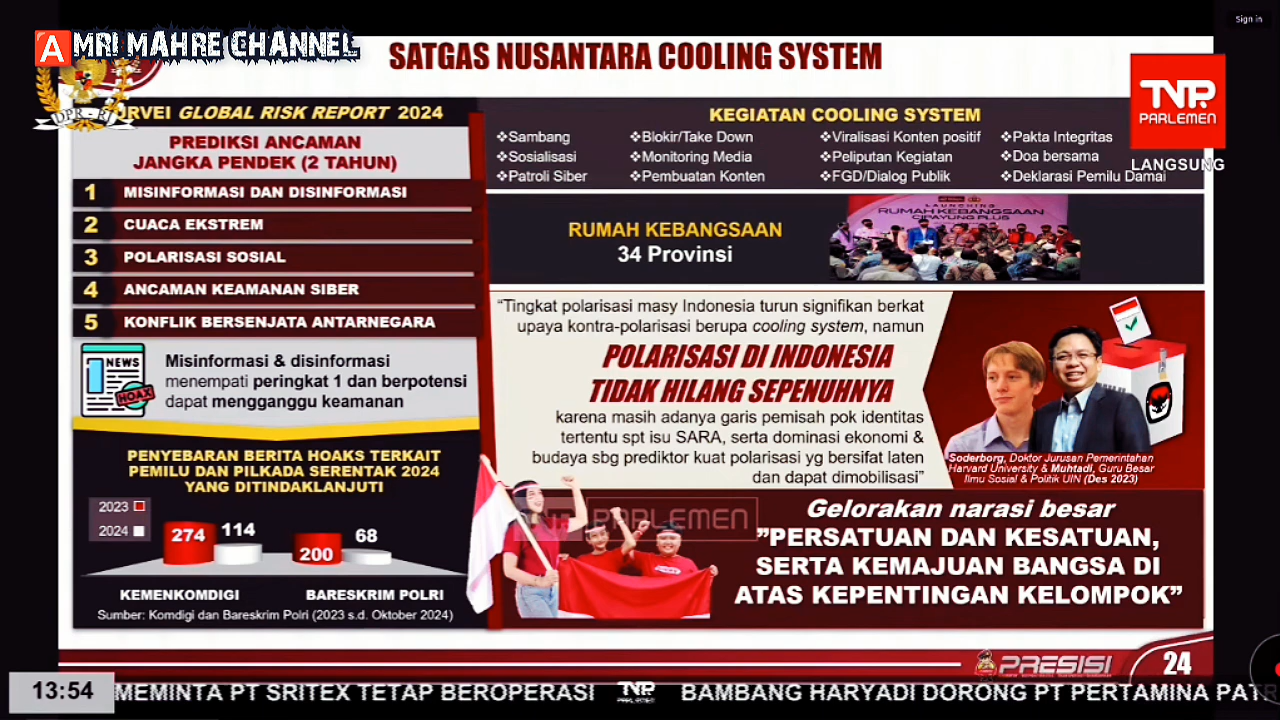 Sign in
AMRI MAHRE CHANNEL
SATGAS NUSANTARA COOLING SYSTEM
TVP.
PARLEMEN
LANGSUNG
DPR - RI
SURVEI GLOBAL RISK REPORT 2024
PREDIKSI ANCAMAN
JANGKA PENDEK (2 TAHUN)
1 MISINFORMASI DAN DISINFORMASI
2 CUACA EKSTREM
3 POLARISASI SOSIAL
4 ANCAMAN KEAMANAN SIBER
5 KONFLIK BERSENJATA ANTARNEGARA
NEWS
HOAX
Misinformasi & disinformasi
menempati peringkat 1 dan berpotensi
dapat mengganggu keamanan
PENYEBARAN BERITA HOAKS TERKAIT
PEMILU DAN PILKADA SERENTAK 2024
YANG DITINDAKLANJUTI
2023
2024
274 114 200 68
KEMENKOMDIGI BARESKRIM POLRI
Sumber: Komdigi dan Bareskrim Polri (2023 s.d. Oktober 2024)
KEGIATAN COOLING SYSTEM
❖Sambang ❖Blokir/Take Down ❖Viralisasi Konten positif ❖Pakta Integritas
❖Sosialisasi ❖Monitoring Media ❖Peliputan Kegiatan ❖Doa bersama
❖Patroli Siber ❖Pembuatan Konten ❖FGD/Dialog Publik ❖Deklarasi Pemilu Damai
RUMAH KEBANGSAAN
34 Provinsi
LAUNCHING
RUMAH KEBANGSAAN
CIPAYUNG PLUS
“Tingkat polarisasi masy Indonesia turun signifikan berkat
upaya kontra-polarisasi berupa cooling system, namun
POLARISASI DI INDONESIA
TIDAK HILANG SEPENUHNYA
karena masih adanya garis pemisah pok identitas
tertentu spt isu SARA, serta dominasi ekonomi &
budaya sbg prediktor kuat polarisasi yg bersifat laten
dan dapat dimobilisasi”
Soderborg, Doktor Jurusan Pemerintahan
Harvard University & Muhtadi, Guru Besar
Ilmu Sosial & Politik UIN (Des 2023)
TVP PARLEMEN
Gelorakan narasi besar
”PERSATUAN DAN KESATUAN,
SERTA KEMAJUAN BANGSA DI
ATAS KEPENTINGAN KELOMPOK”
PRESISI
24
13:54 MEMINTA PT SRITEX TETAP BEROPERASI TVP PARLEMEN BAMBANG HARYADI DORONG PT PERTAMINA PATR